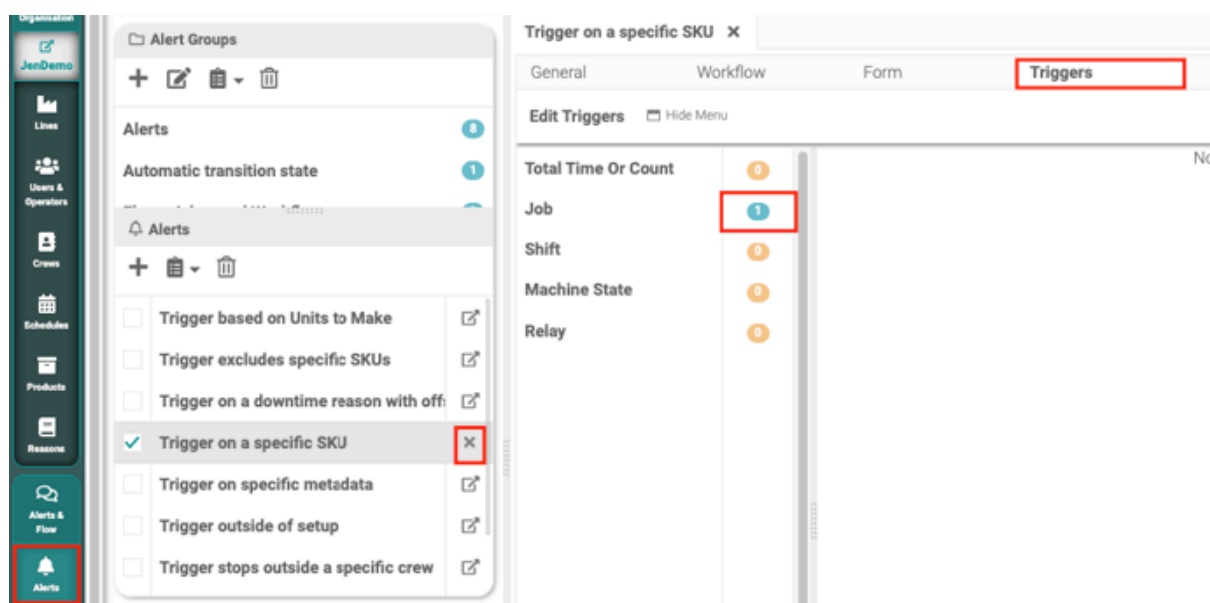 Organisation
JenDemo
Lines
Users &
Operators
Crews
Schedules
Products
Reasons
Alerts &
Flow
Alerts
Alert Groups
Alerts 8
Automatic transition state 1
Alerts
Trigger based on Units to Make
Trigger excludes specific SKUs
Trigger on a downtime reason with off
Trigger on a specific SKU
Trigger on specific metadata
Trigger outside of setup
Trigger stops outside a specific crew
Trigger on a specific SKU
General Workflow Form Triggers
Edit Triggers Hide Menu
Total Time Or Count 0
Job 1
Shift 0
Machine State 0
Relay 0
No